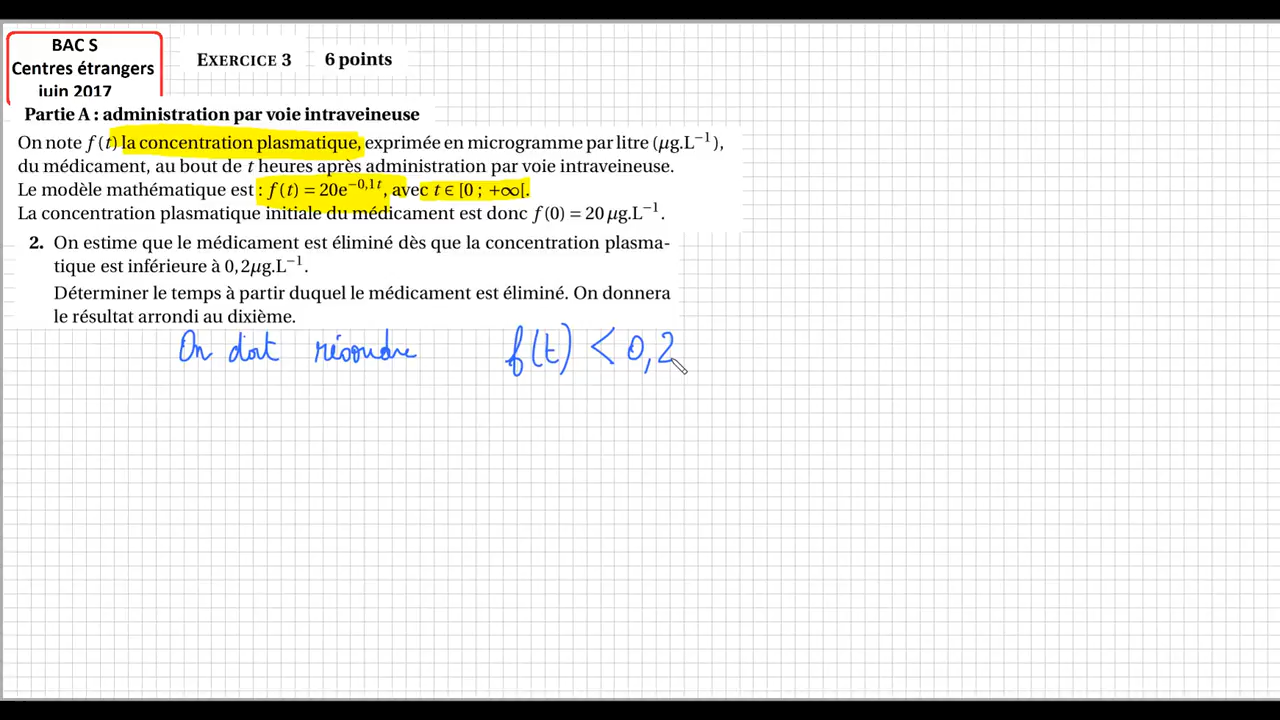 BAC S
Centres étrangers
juin 2017
EXERCICE 3 6 points
Partie A : administration par voie intraveineuse
On note f(t) la concentration plasmatique, exprimée en microgramme par litre (μg.L⁻¹),
du médicament, au bout de t heures après administration par voie intraveineuse.
Le modèle mathématique est : f(t) = 20e^{−0,1t}, avec t ∈ [0 ; +∞[.
La concentration plasmatique initiale du médicament est donc f(0) = 20 μg.L⁻¹.
2. On estime que le médicament est éliminé dès que la concentration plasma-
tique est inférieure à 0,2μg.L⁻¹.
Déterminer le temps à partir duquel le médicament est éliminé. On donnera
le résultat arrondi au dixième.
On doit résoudre f(t) < 0,2